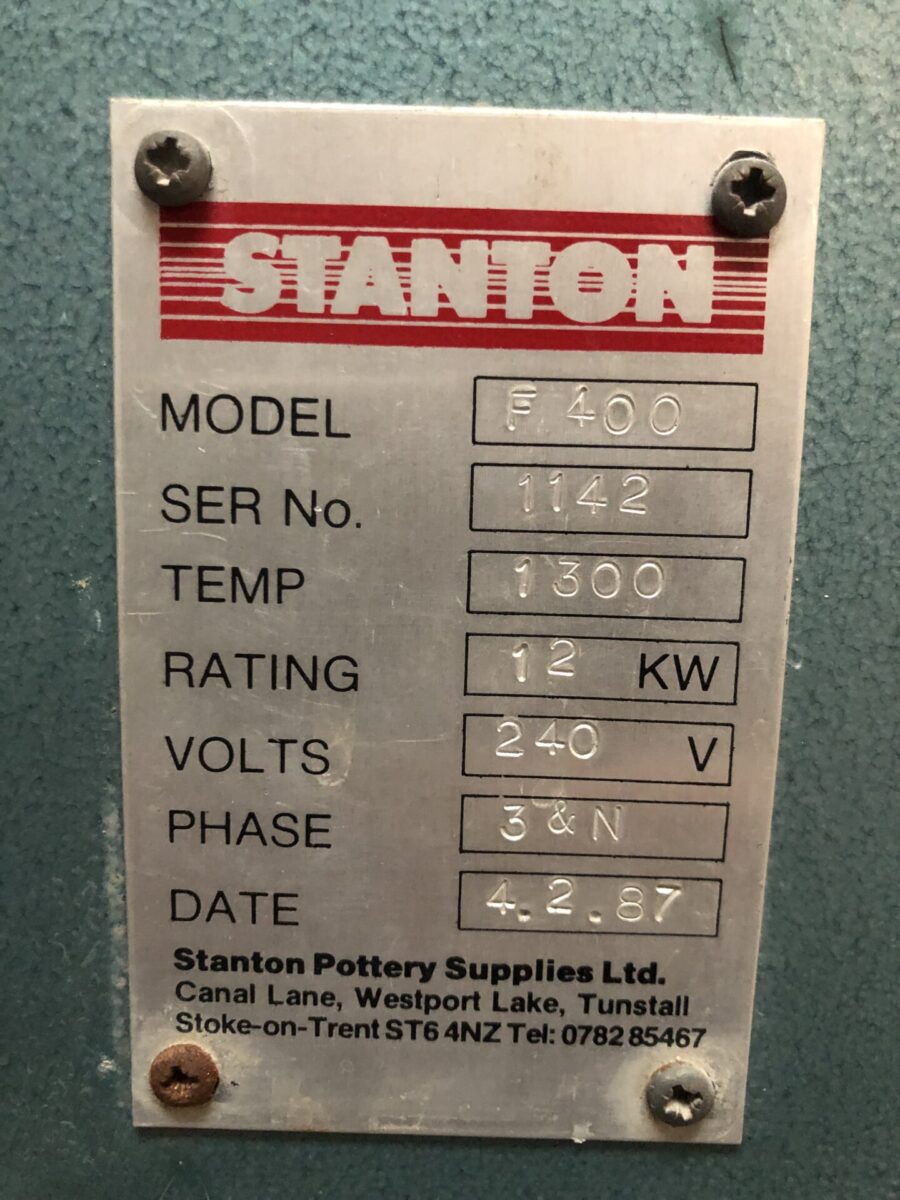 STANTON
MODEL F 400
SER No. 1142
TEMP 1300
RATING 12 KW
VOLTS 240 V
PHASE 3 & N
DATE 4.2.87
Stanton Pottery Supplies Ltd.
Canal Lane, Westport Lake, Tunstall
Stoke-on-Trent ST6 4NZ Tel: 0782 85467